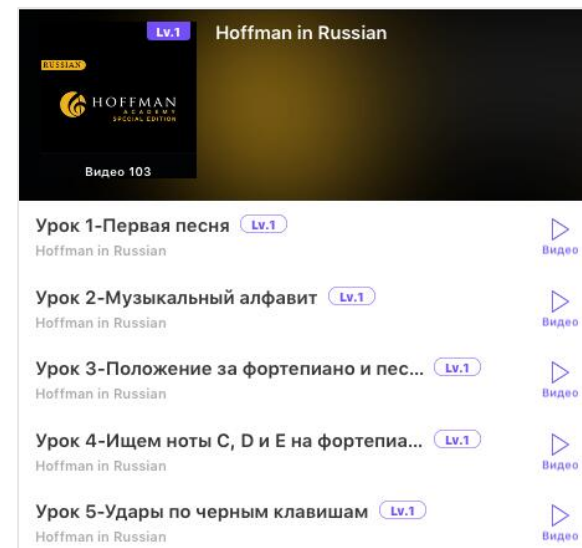 Lv.1
Hoffman in Russian
RUSSIAN
HOFFMAN
ACADEMY
SPECIAL EDITION
Видео 103
Урок 1-Первая песня Lv.1
Hoffman in Russian
Видео
Урок 2-Музыкальный алфавит Lv.1
Hoffman in Russian
Видео
Урок 3-Положение за фортепиано и пес... Lv.1
Hoffman in Russian
Видео
Урок 4-Ищем ноты C, D и E на фортепиа... Lv.1
Hoffman in Russian
Видео
Урок 5-Удары по черным клавишам Lv.1
Hoffman in Russian
Видео